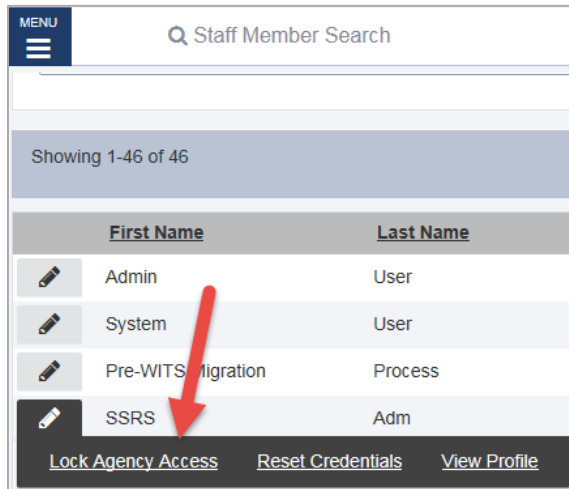 MENU
Staff Member Search
Showing 1-46 of 46
First Name Last Name
Admin User
System User
Pre-WITS Migration Process
SSRS Adm
Lock Agency Access Reset Credentials View Profile